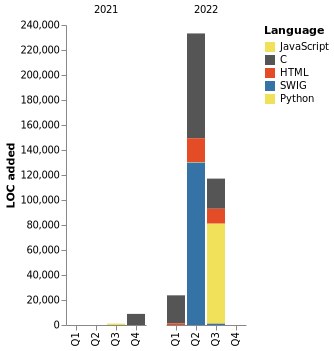 2021 2022
Language
JavaScript
C
HTML
SWIG
Python
LOC added
240,000
220,000
200,000
180,000
160,000
140,000
120,000
100,000
80,000
60,000
40,000
20,000
0
Q1 Q2 Q3 Q4 Q1 Q2 Q3 Q4